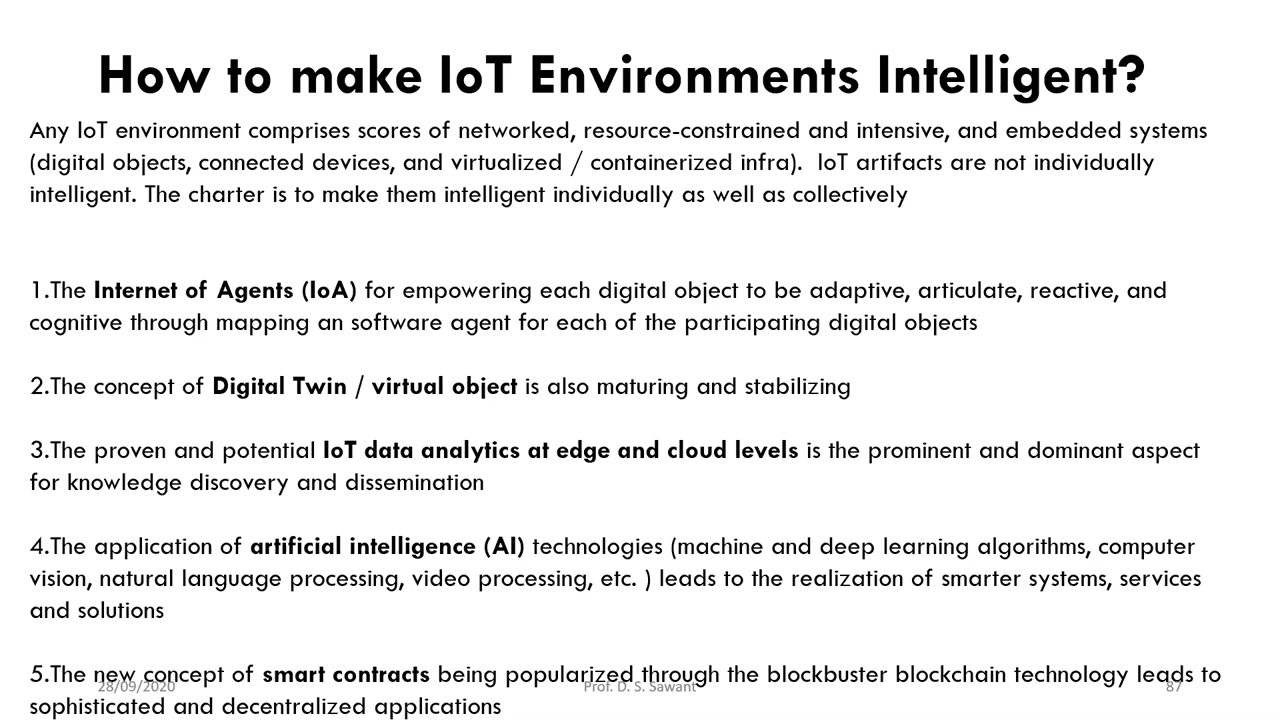 How to make IoT Environments Intelligent?
Any IoT environment comprises scores of networked, resource-constrained and intensive, and embedded systems
(digital objects, connected devices, and virtualized / containerized infra).  IoT artifacts are not individually
intelligent. The charter is to make them intelligent individually as well as collectively
1.The Internet of Agents (IoA) for empowering each digital object to be adaptive, articulate, reactive, and
cognitive through mapping an software agent for each of the participating digital objects
2.The concept of Digital Twin / virtual object is also maturing and stabilizing
3.The proven and potential IoT data analytics at edge and cloud levels is the prominent and dominant aspect
for knowledge discovery and dissemination
4.The application of artificial intelligence (AI) technologies (machine and deep learning algorithms, computer
vision, natural language processing, video processing, etc. ) leads to the realization of smarter systems, services
and solutions
5.The new concept of smart contracts being popularized through the blockbuster blockchain technology leads to
28/09/2020 Prof. D. S. Sawant 87
sophisticated and decentralized applications